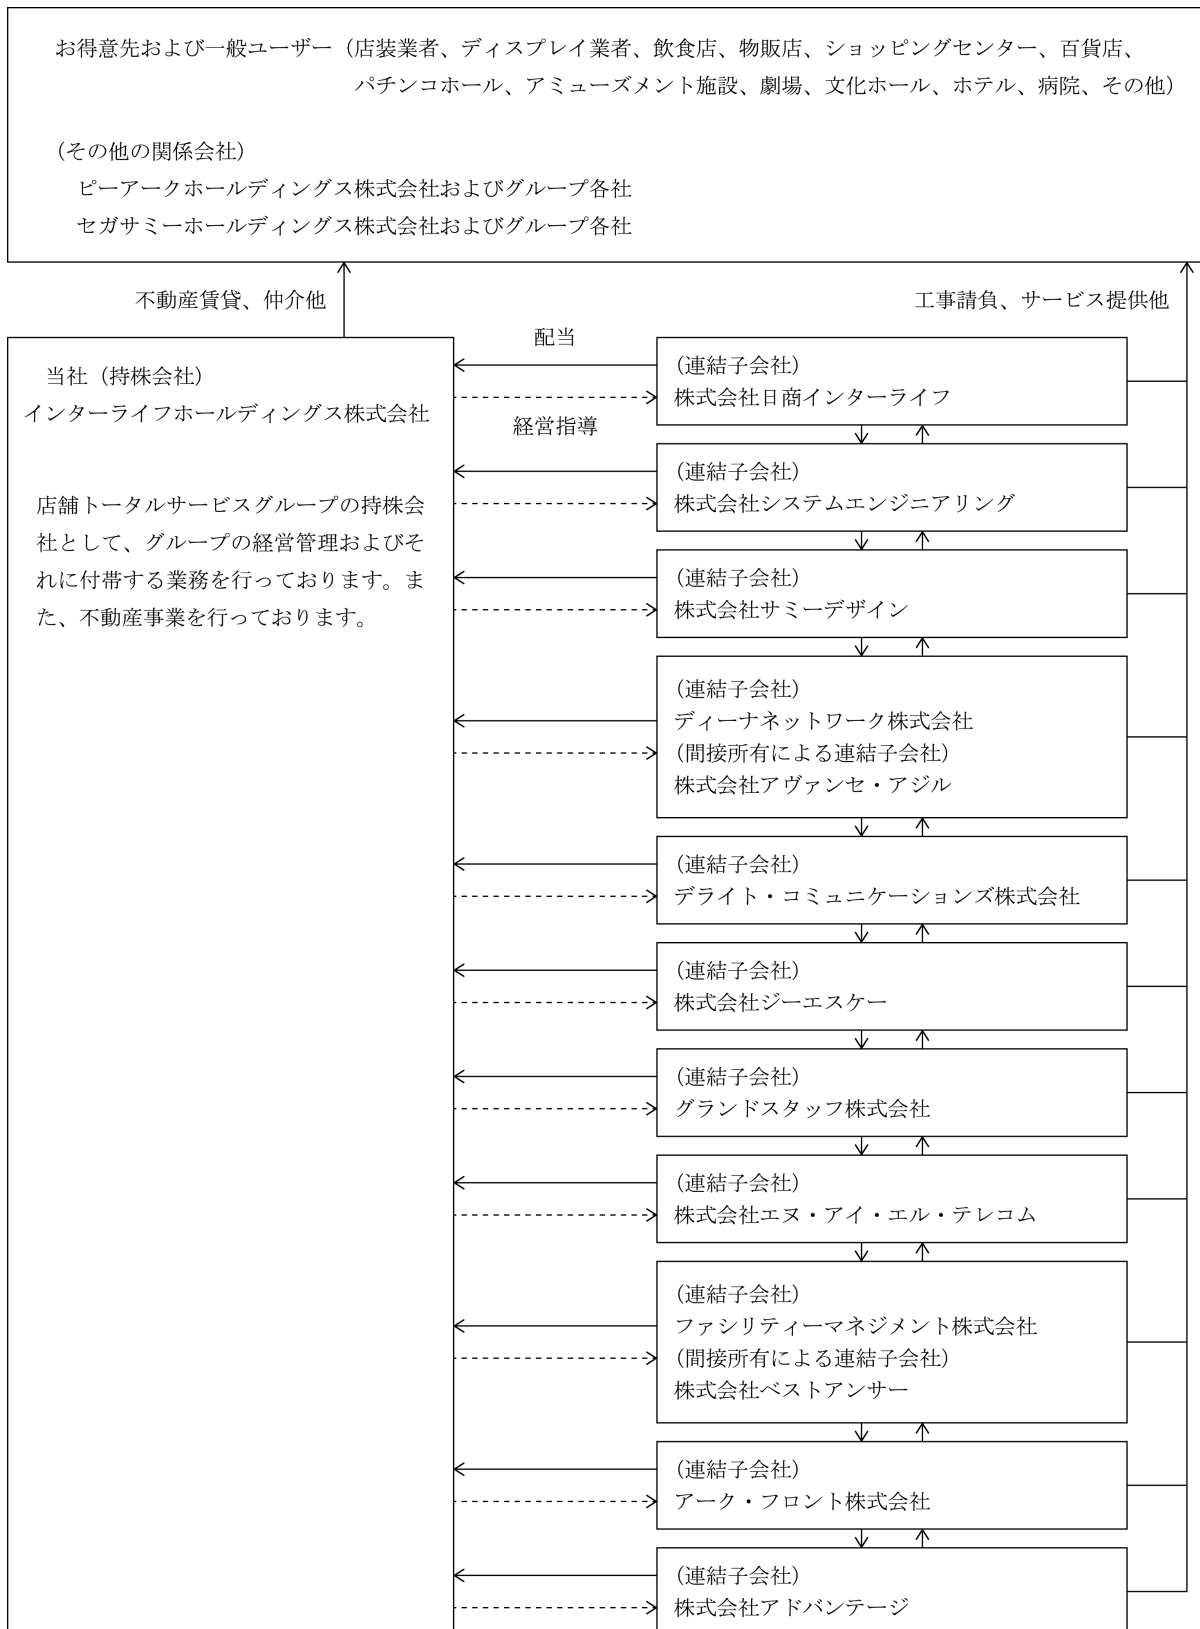 お得意先および一般ユーザー（店装業者、ディスプレイ業者、飲食店、物販店、ショッピングセンター、百貨店、
パチンコホール、アミューズメント施設、劇場、文化ホール、ホテル、病院、その他）
（その他の関係会社）
ピーアークホールディングス株式会社およびグループ各社
セガサミーホールディングス株式会社およびグループ各社
不動産賃貸、仲介他
工事請負、サービス提供他
当社（持株会社）
インターライフホールディングス株式会社
店舗トータルサービスグループの持株会
社として、グループの経営管理およびそ
れに付帯する業務を行っております。ま
た、不動産事業を行っております。
配当
経営指導
（連結子会社）
株式会社日商インターライフ
（連結子会社）
株式会社システムエンジニアリング
（連結子会社）
株式会社サミーデザイン
（連結子会社）
ディーナネットワーク株式会社
（間接所有による連結子会社）
株式会社アヴァンセ・アジル
（連結子会社）
デライト・コミュニケーションズ株式会社
（連結子会社）
株式会社ジーエスケー
（連結子会社）
グランドスタッフ株式会社
（連結子会社）
株式会社エヌ・アイ・エル・テレコム
（連結子会社）
ファシリティーマネジメント株式会社
（間接所有による連結子会社）
株式会社ベストアンサー
（連結子会社）
アーク・フロント株式会社
（連結子会社）
株式会社アドバンテージ